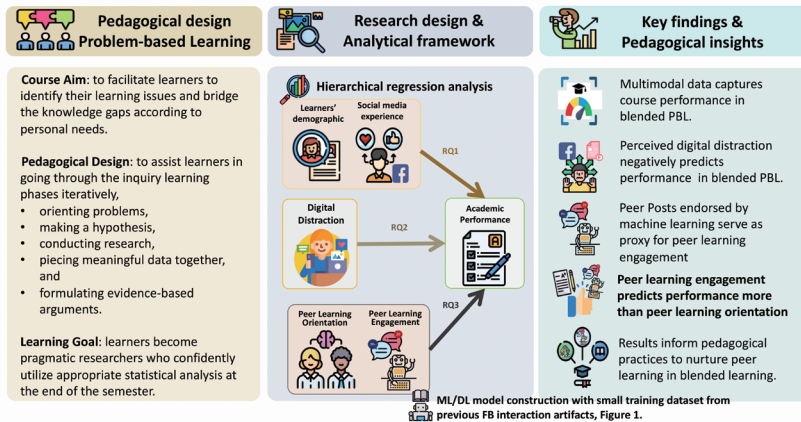 Pedagogical design
Problem-based Learning
Course Aim: to facilitate learners to
identify their learning issues and bridge
the knowledge gaps according to
personal needs.
Pedagogical Design: to assist learners in
going through the inquiry learning
phases iteratively,
• orienting problems,
• making a hypothesis,
• conducting research,
• piecing meaningful data together,
and
• formulating evidence-based
arguments.
Learning Goal: learners become
pragmatic researchers who confidently
utilize appropriate statistical analysis at
the end of the semester.
Research design &
Analytical framework
Hierarchical regression analysis
Learners'
demographic
Social media
experience
RQ1
Digital
Distraction
RQ2
Academic
Performance
A
Peer Learning
Orientation
Peer Learning
Engagement
RQ3
ML/DL model construction with small training dataset from
previous FB interaction artifacts, Figure 1.
Key findings &
Pedagogical insights
Multimodal data captures
course performance in
blended PBL.
Perceived digital distraction
negatively predicts
performance in blended PBL.
Peer Posts endorsed by
machine learning serve as
proxy for peer learning
engagement
Peer learning engagement
predicts performance more
than peer learning orientation
Results inform pedagogical
practices to nurture peer
learning in blended learning.